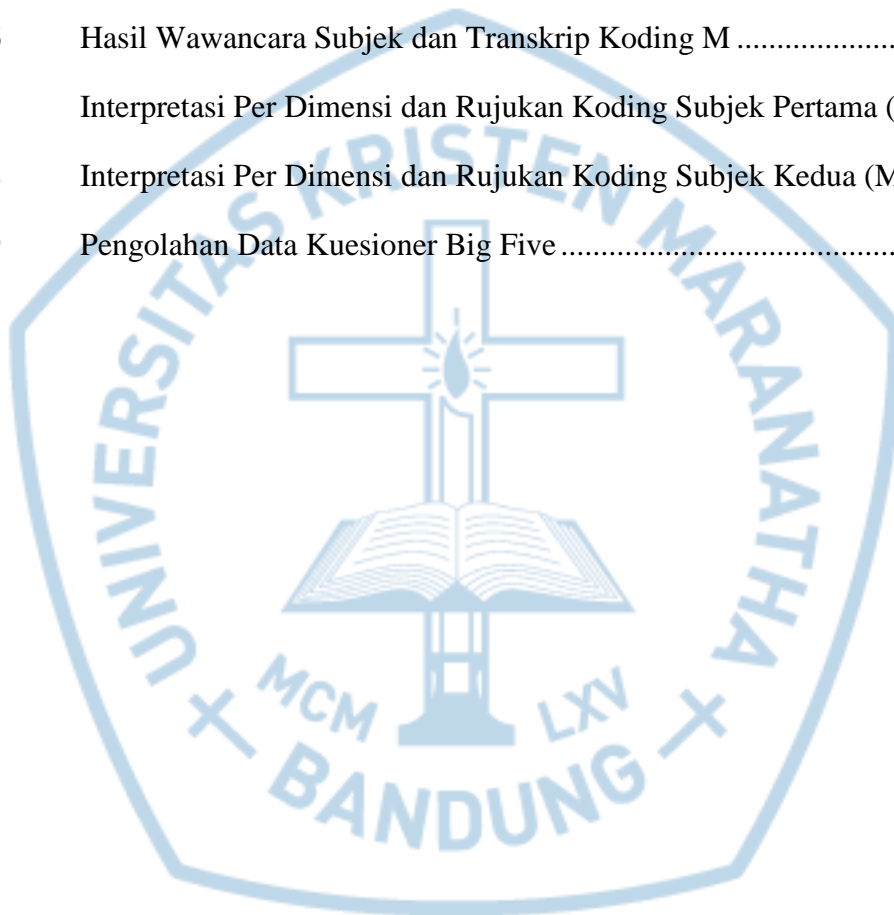 Hasil Wawancara Subjek dan Transkrip Koding M ....................
Interpretasi Per Dimensi dan Rujukan Koding Subjek Pertama (
Interpretasi Per Dimensi dan Rujukan Koding Subjek Kedua (M
Pengolahan Data Kuesioner Big Five ..........................................
UNIVERSITAS KRISTEN MARANATHA
MCM LXV
BANDUNG